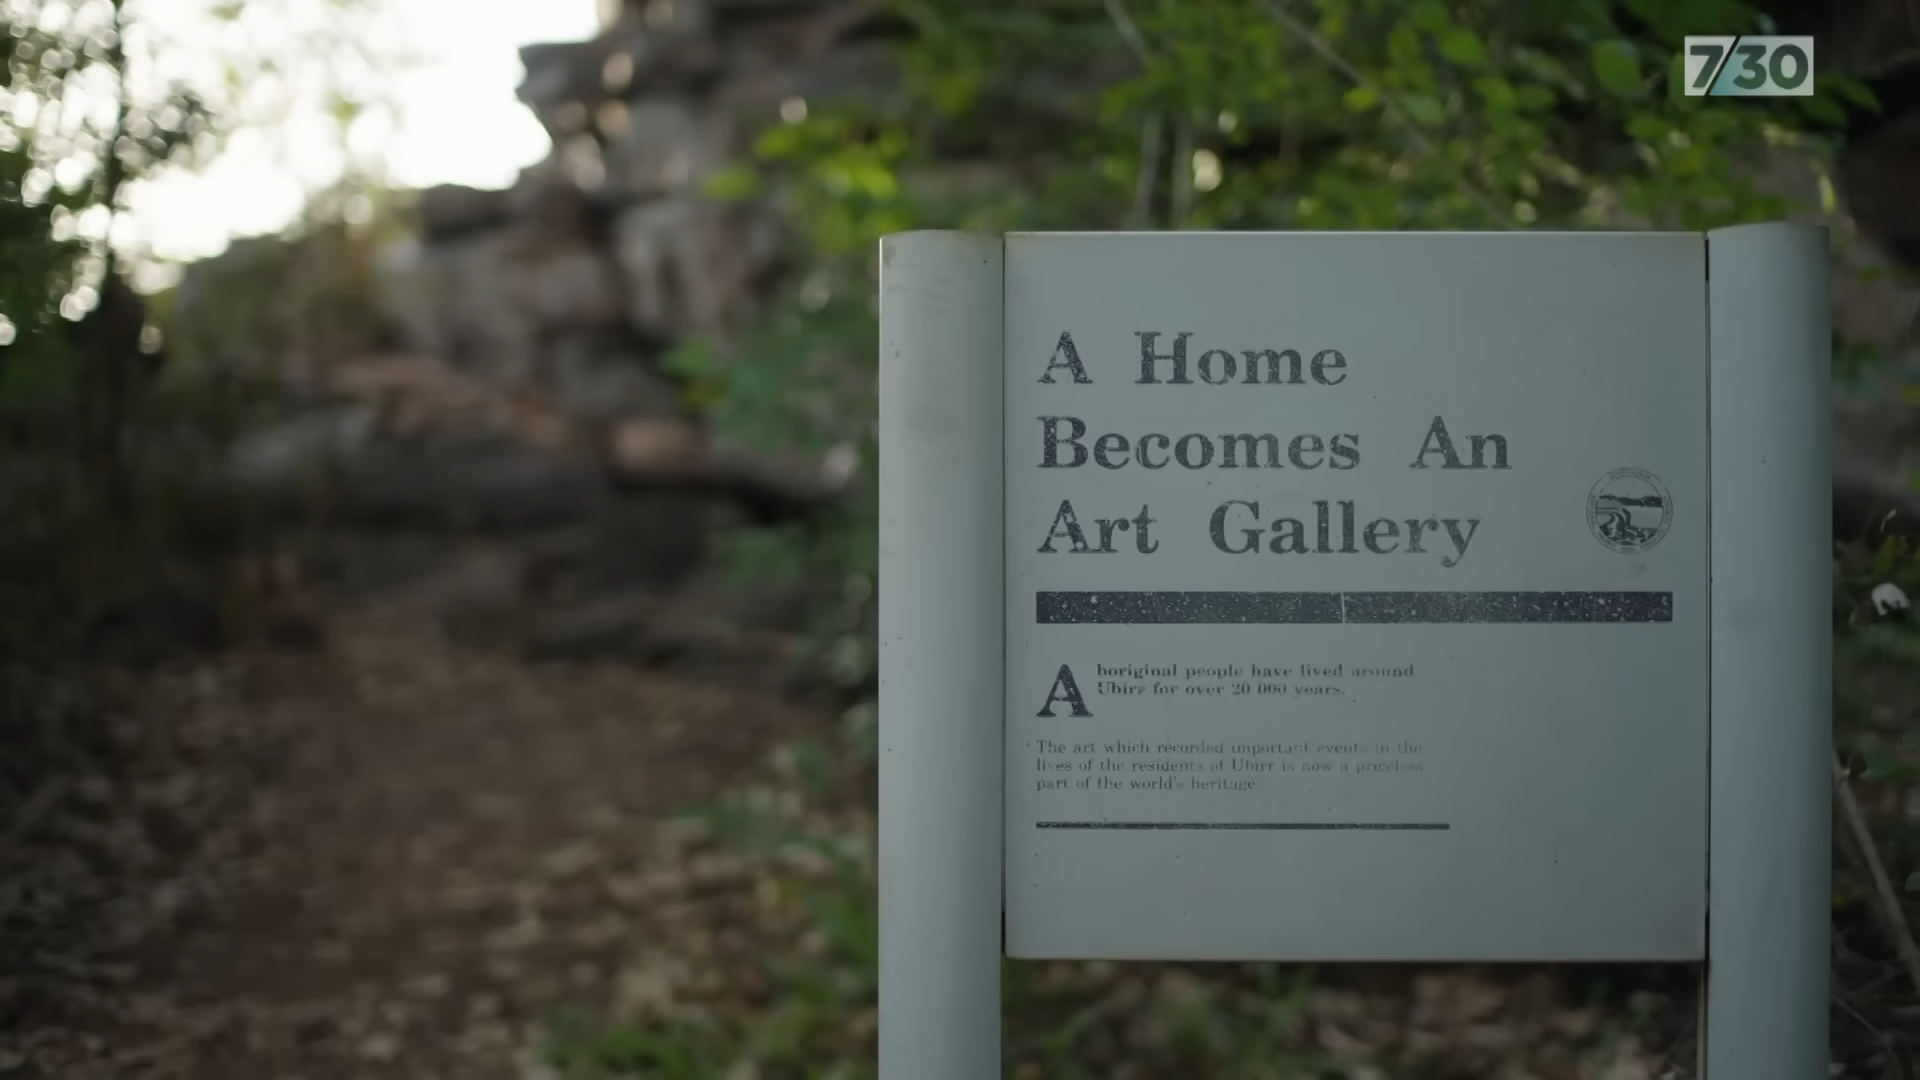 7/30
A Home
Becomes An
Art Gallery
Aboriginal people have lived around
Ubirr for over 20 000 years.
The art which recorded important events in the
lives of the residents of Ubirr is now a priceless
part of the world's heritage.